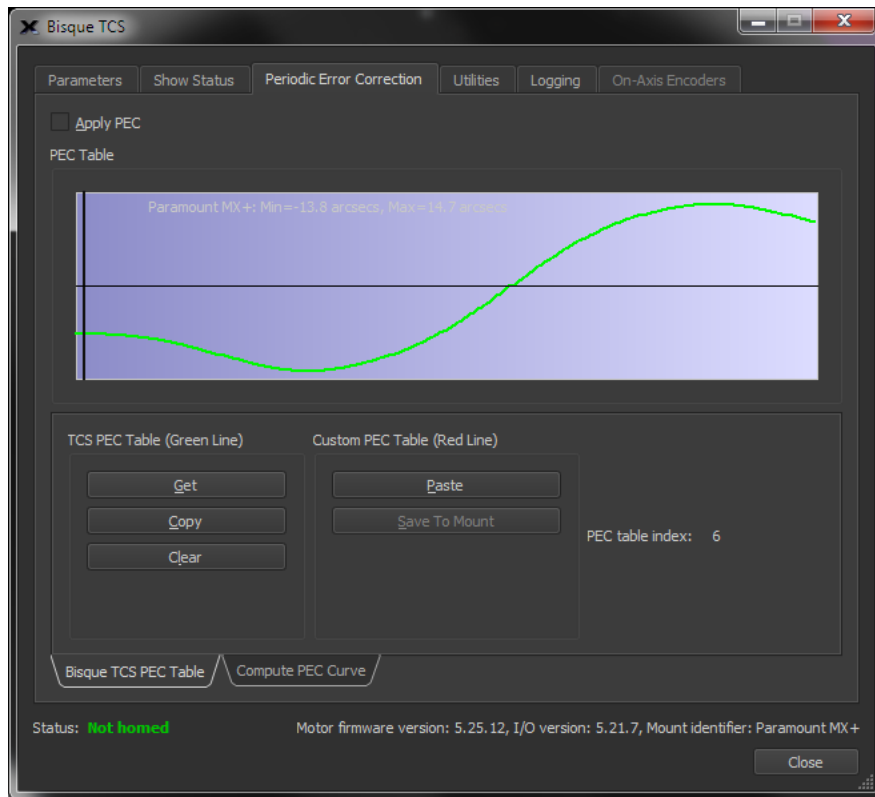 Bisque TCS
Parameters Show Status Periodic Error Correction Utilities Logging On-Axis Encoders
Apply PEC
PEC Table
Paramount MX+: Min=-13.8 arcsecs, Max=14.7 arcsecs
TCS PEC Table (Green Line) Custom PEC Table (Red Line)
Get Paste
Copy Save To Mount
PEC table index: 6
Clear
Bisque TCS PEC Table Compute PEC Curve
Status: Not homed Motor firmware version: 5.25.12, I/O version: 5.21.7, Mount identifier: Paramount MX+
Close